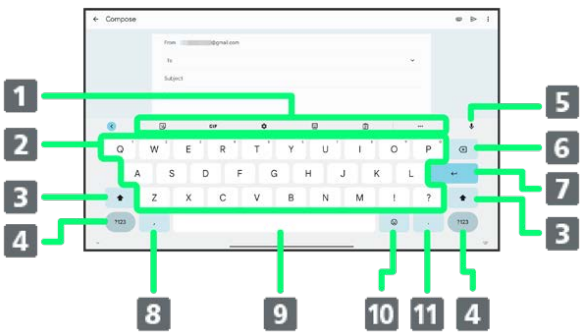 Compose
From @gmail.com
To
Subject
1
5
GIF
2
Q W E R T Y U I O P
6
A S D F G H J K L
7
3
Z X C V B N M ! ?
3
4
?123 , . ?123
8 9 10 11 4